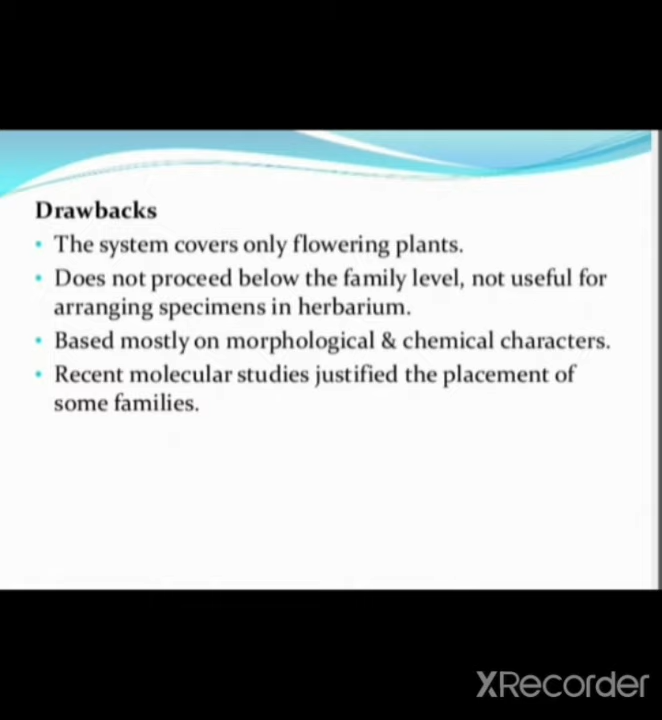 Drawbacks
• The system covers only flowering plants.
• Does not proceed below the family level, not useful for
arranging specimens in herbarium.
• Based mostly on morphological & chemical characters.
• Recent molecular studies justified the placement of
some families.
XRecorder